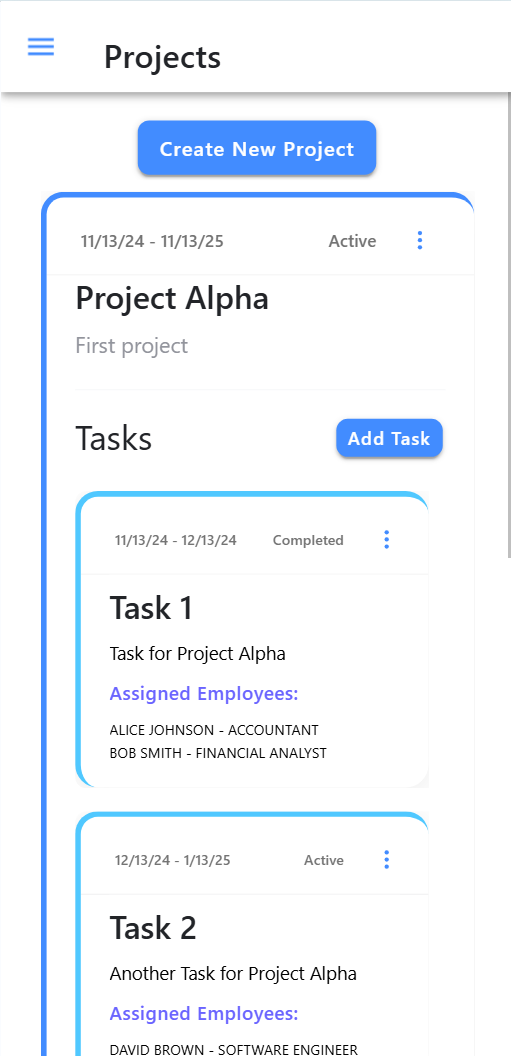 Projects
Create New Project
11/13/24 - 11/13/25 Active
Project Alpha
First project
Tasks Add Task
11/13/24 - 12/13/24 Completed
Task 1
Task for Project Alpha
Assigned Employees:
ALICE JOHNSON - ACCOUNTANT
BOB SMITH - FINANCIAL ANALYST
12/13/24 - 1/13/25 Active
Task 2
Another Task for Project Alpha
Assigned Employees:
DAVID BROWN - SOFTWARE ENGINEER